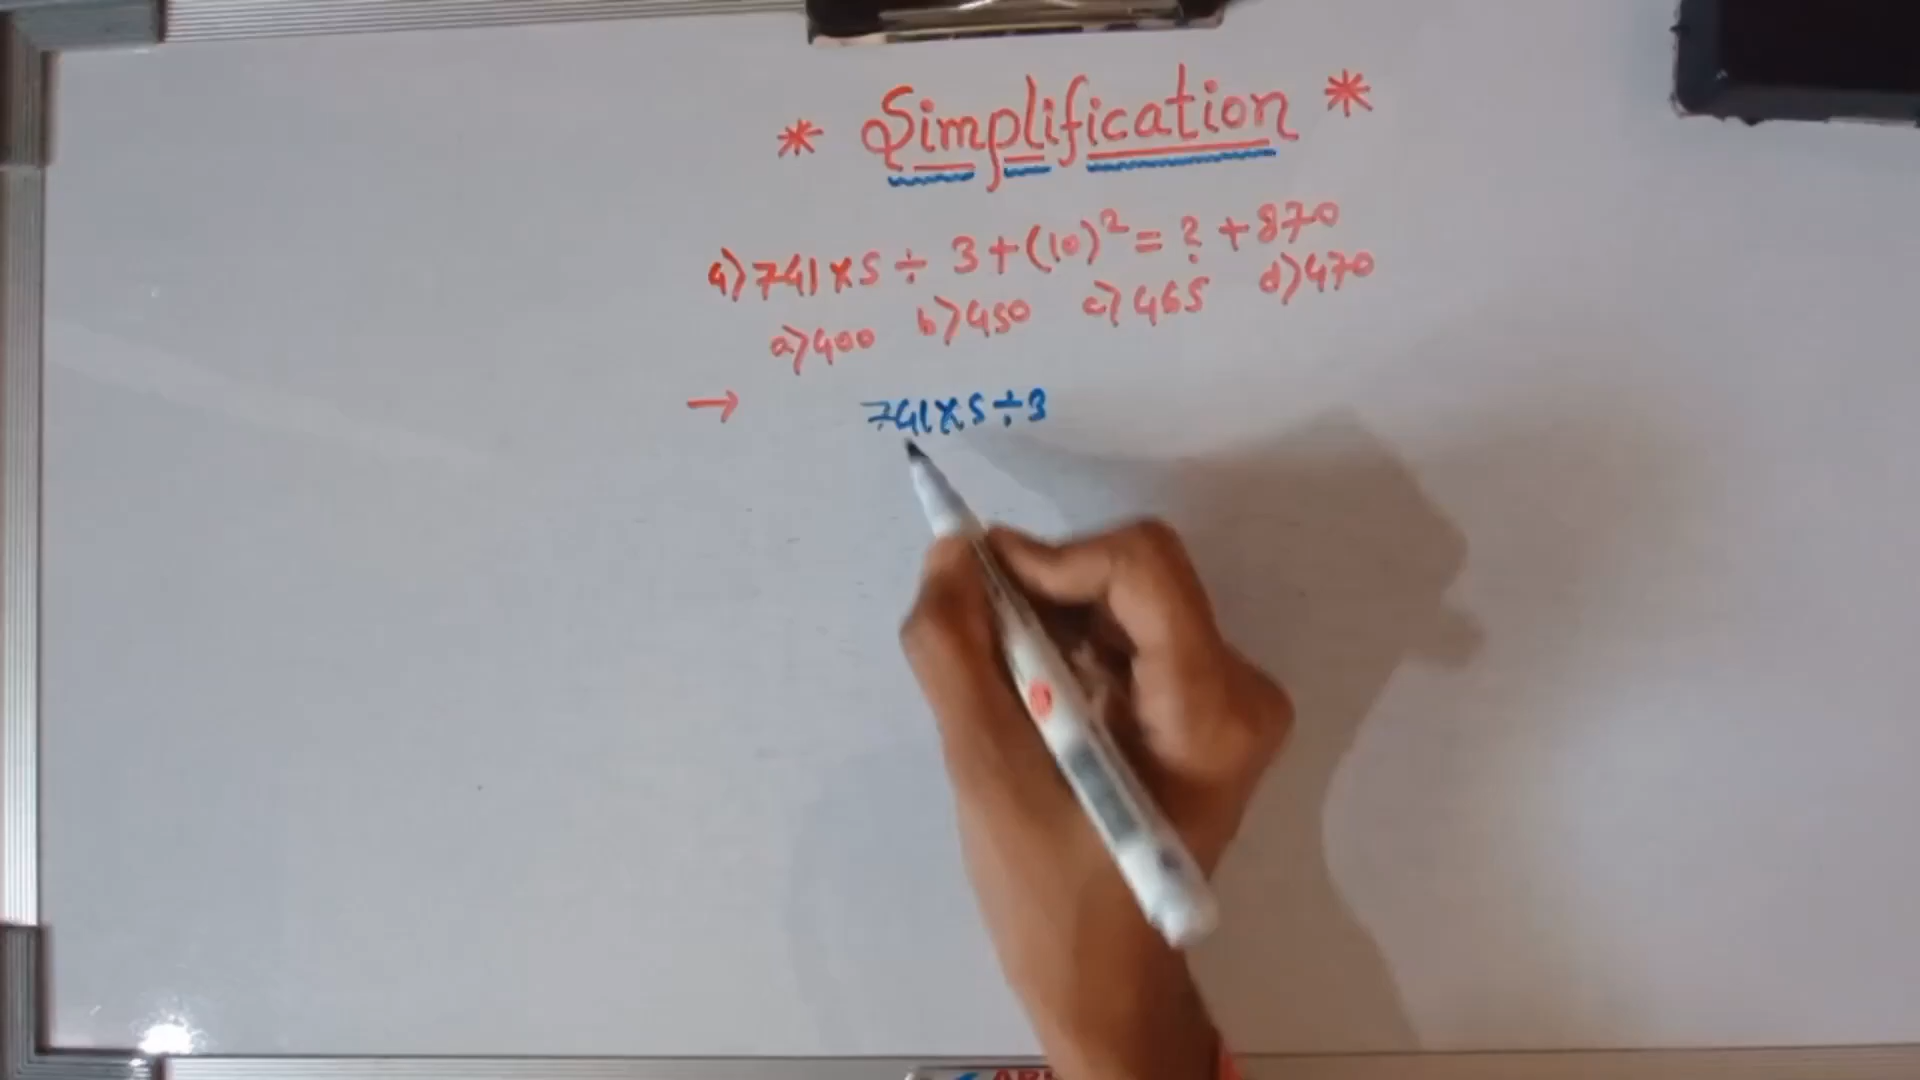 * Simplification *
4) 741 × 5 ÷ 3 + (10)² = ? + 870
a) 400 b) 450 c) 465 d) 470
→ 741 × 5 ÷ 3